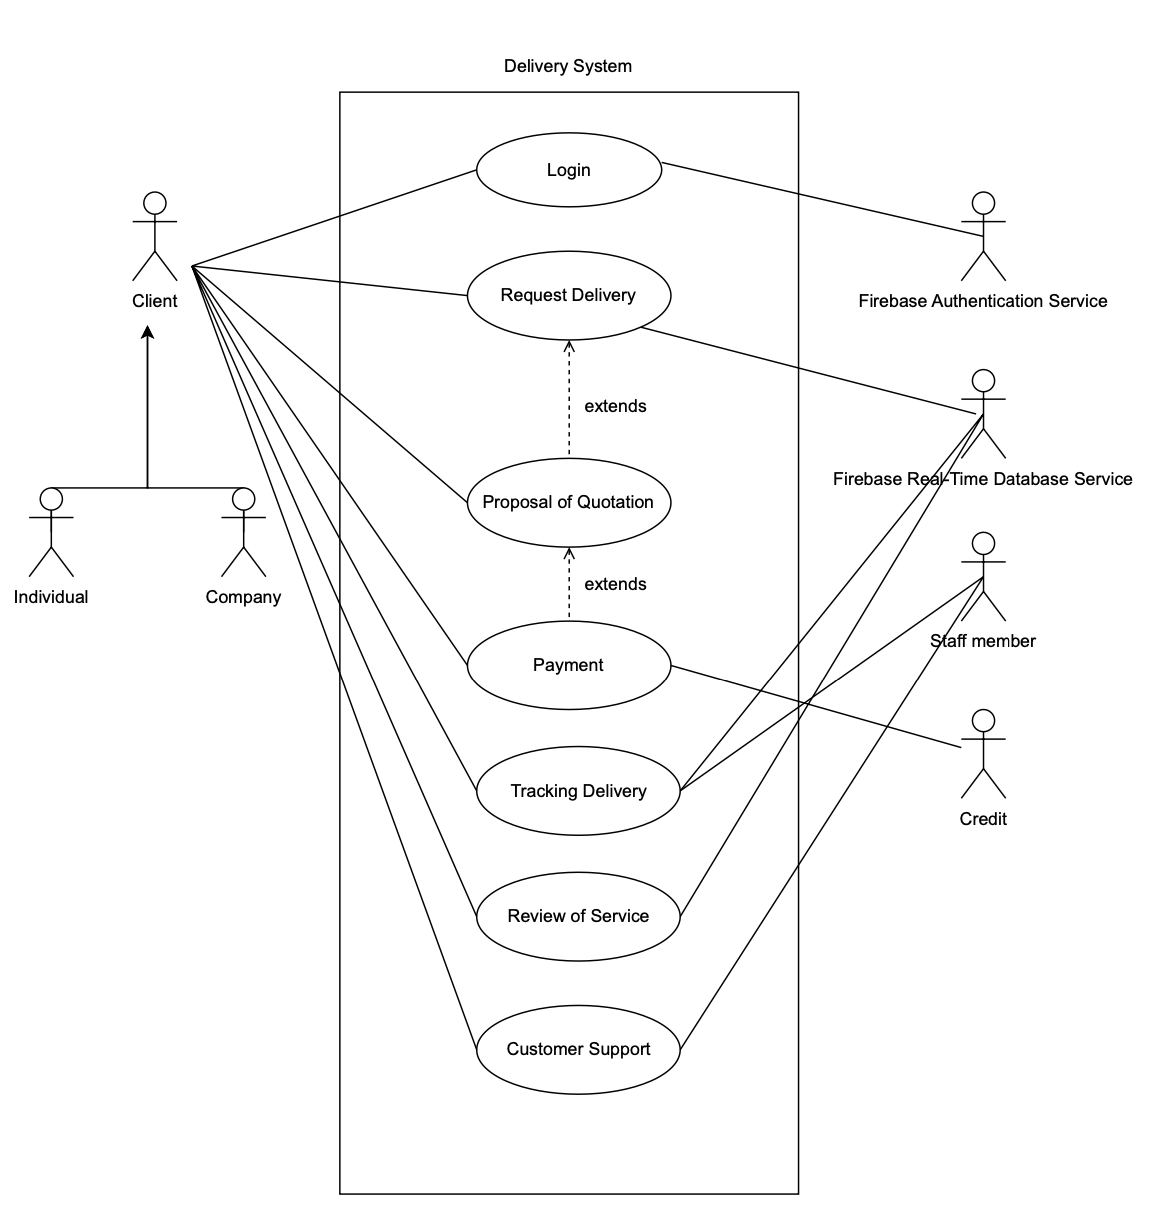 Delivery System
Login
Client
Request Delivery
Firebase Authentication Service
extends
Proposal of Quotation
Firebase Real-Time Database Service
extends
Individual
Company
Staff member
Payment
Tracking Delivery
Credit
Review of Service
Customer Support